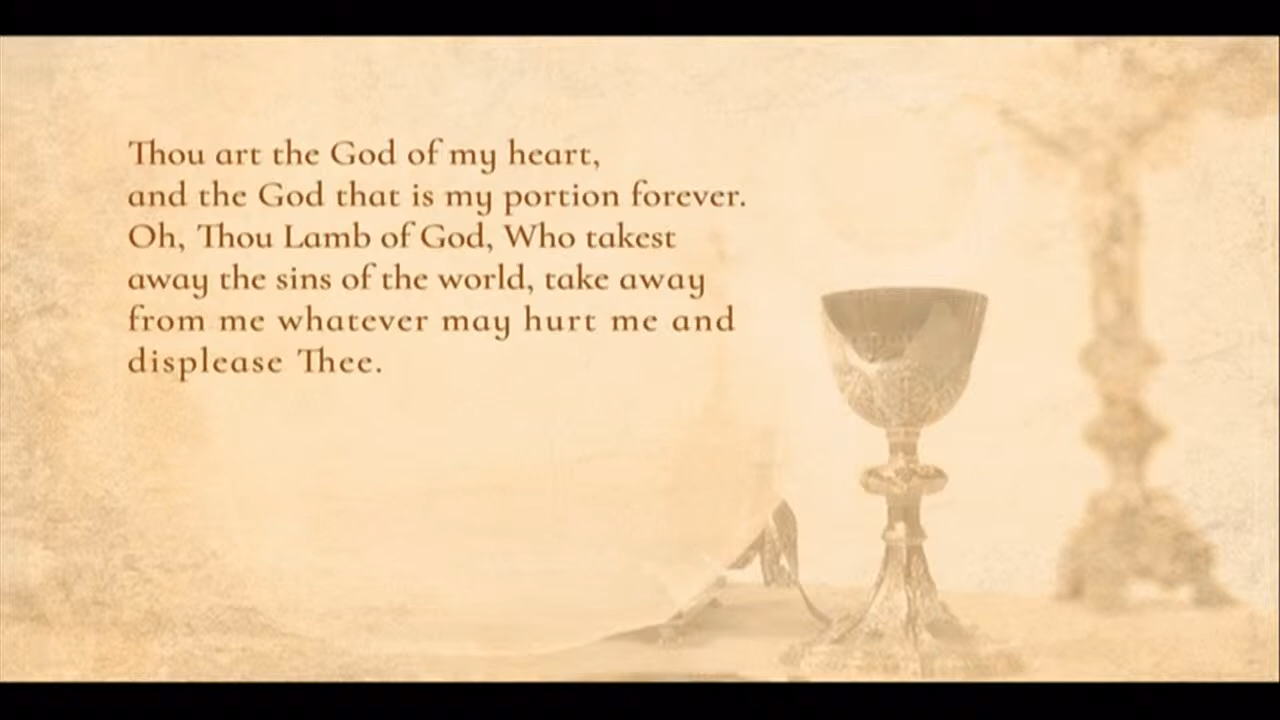 Thou art the God of my heart,
and the God that is my portion forever.
Oh, Thou Lamb of God, Who takest
away the sins of the world, take away
from me whatever may hurt me and
displease Thee.